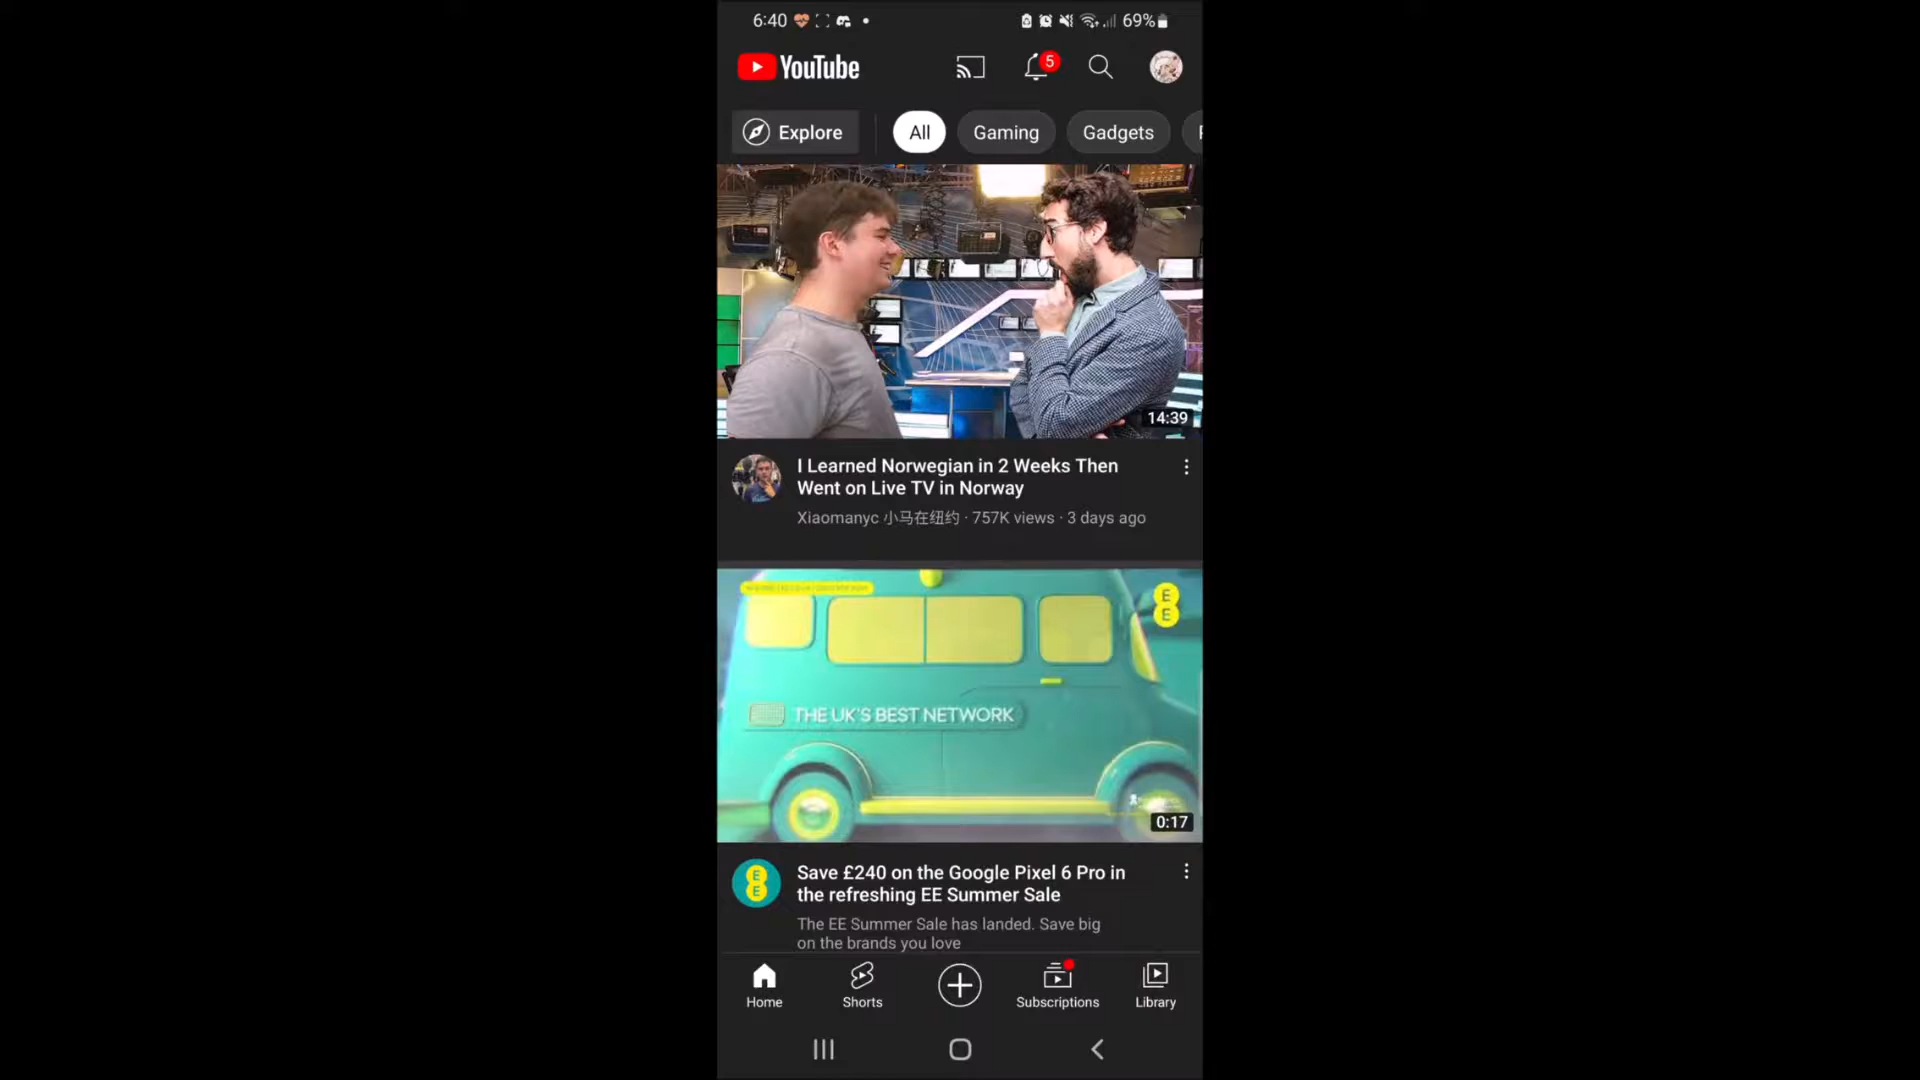 6:40 69%
YouTube 5
Explore All Gaming Gadgets
14:39
I Learned Norwegian in 2 Weeks Then
Went on Live TV in Norway
Xiaomanyc 小马在纽约 · 757K views · 3 days ago
E
E
THE UK'S BEST NETWORK
0:17
E
E
Save £240 on the Google Pixel 6 Pro in
the refreshing EE Summer Sale
The EE Summer Sale has landed. Save big
on the brands you love
Home Shorts Subscriptions Library